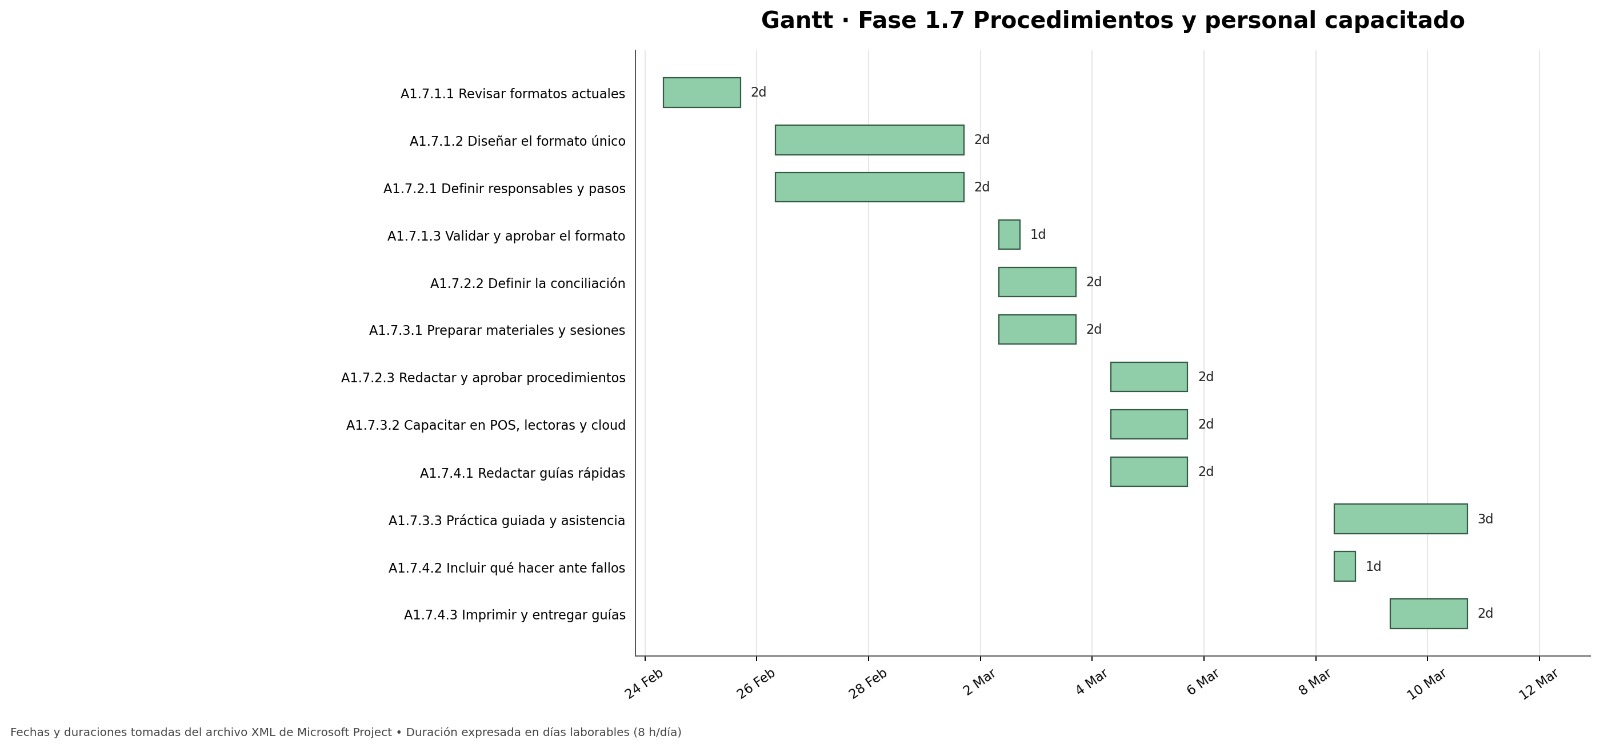 Gantt · Fase 1.7 Procedimientos y personal capacitado
A1.7.1.1 Revisar formatos actuales 2d
A1.7.1.2 Diseñar el formato único 2d
A1.7.2.1 Definir responsables y pasos 2d
A1.7.1.3 Validar y aprobar el formato 1d
A1.7.2.2 Definir la conciliación 2d
A1.7.3.1 Preparar materiales y sesiones 2d
A1.7.2.3 Redactar y aprobar procedimientos 2d
A1.7.3.2 Capacitar en POS, lectoras y cloud 2d
A1.7.4.1 Redactar guías rápidas 2d
A1.7.3.3 Práctica guiada y asistencia 3d
A1.7.4.2 Incluir qué hacer ante fallos 1d
A1.7.4.3 Imprimir y entregar guías 2d
24 Feb 26 Feb 28 Feb 2 Mar 4 Mar 6 Mar 8 Mar 10 Mar 12 Mar
Fechas y duraciones tomadas del archivo XML de Microsoft Project • Duración expresada en días laborables (8 h/día)